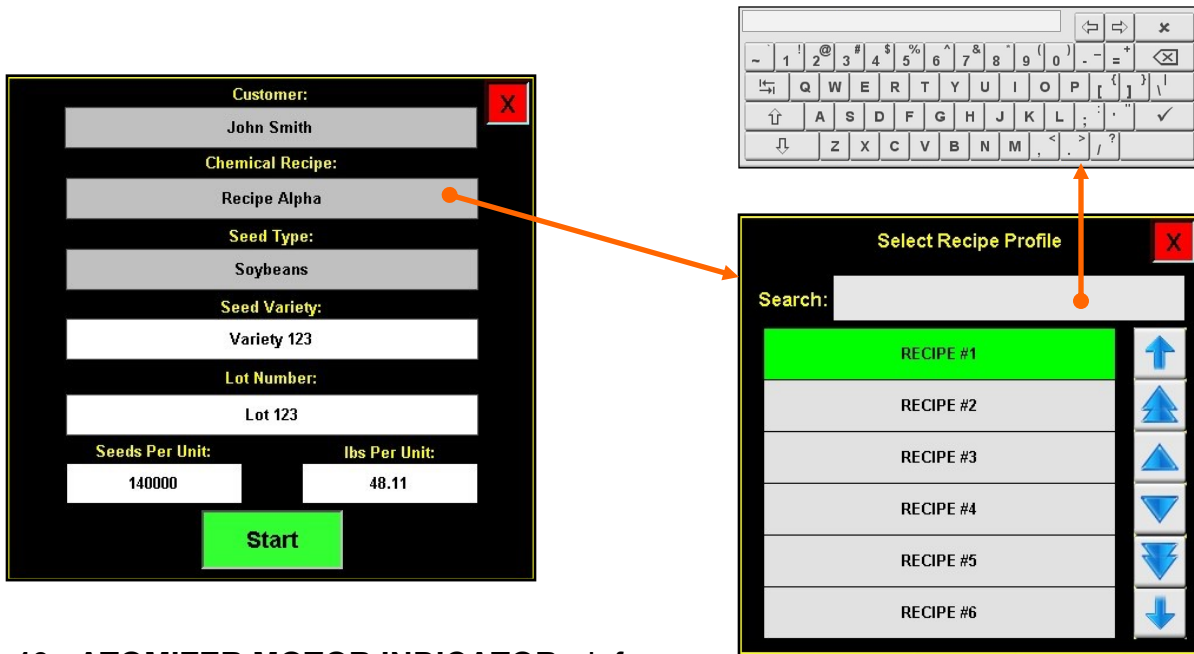 Customer:
X
John Smith
Chemical Recipe:
Recipe Alpha
Seed Type:
Soybeans
Seed Variety:
Variety 123
Lot Number:
Lot 123
Seeds Per Unit: lbs Per Unit:
140000 48.11
Start
~ ` 1 ! 2 @ 3 # 4 $ 5 % 6 ^ 7 & 8 * 9 ( 0 ) - _ = +
Q W E R T Y U I O P [ { ] } \ |
A S D F G H J K L ; : ' "
Z X C V B N M , < . > / ?
Select Recipe Profile
X
Search:
RECIPE #1
RECIPE #2
RECIPE #3
RECIPE #4
RECIPE #5
RECIPE #6